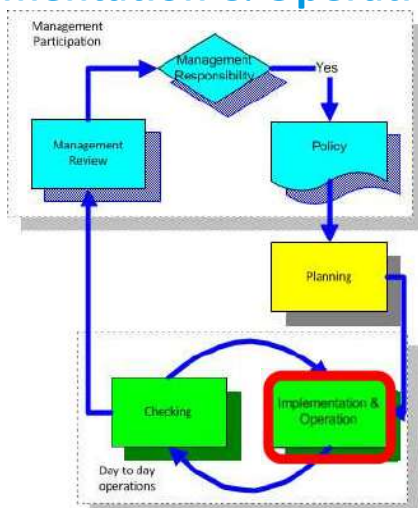 Management
Participation
Management
Responsibility
Yes
Management
Review
Policy
Planning
Checking
Implementation &
Operation
Day to day
operations